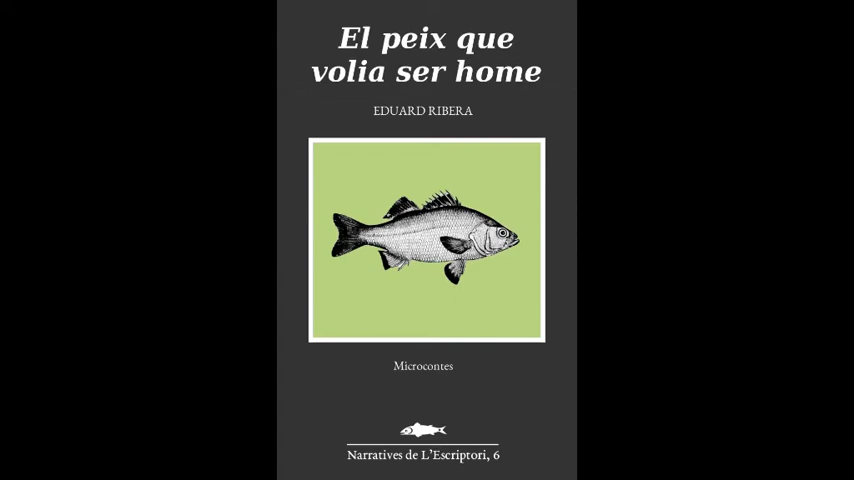 El peix que
volia ser home
EDUARD RIBERA
Microcontes
Narratives de L'Escriptori, 6